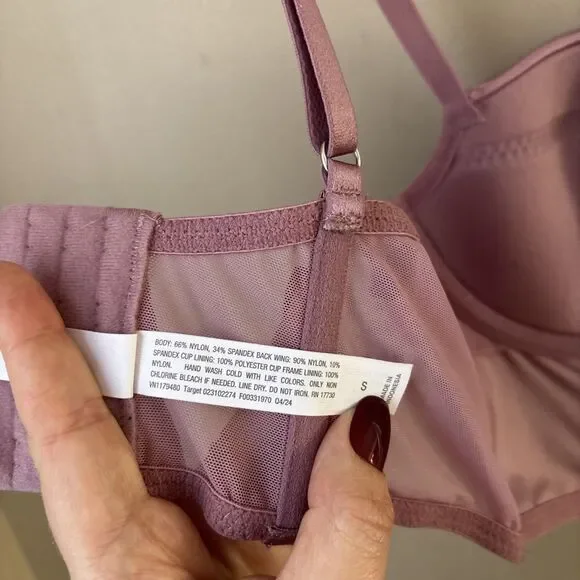 BODY: 66% NYLON, 34% SPANDEX BACK WING: 90% NYLON, 10%
SPANDEX CUP LINING: 100% POLYESTER CUP FRAME LINING: 100%
NYLON. HAND WASH COLD WITH LIKE COLORS. ONLY NON
CHLORINE BLEACH IF NEEDED. LINE DRY. DO NOT IRON. RN 17730
VN1179480 Target 023102274 F00331970 04/24
S
MADE IN
INDONESIA